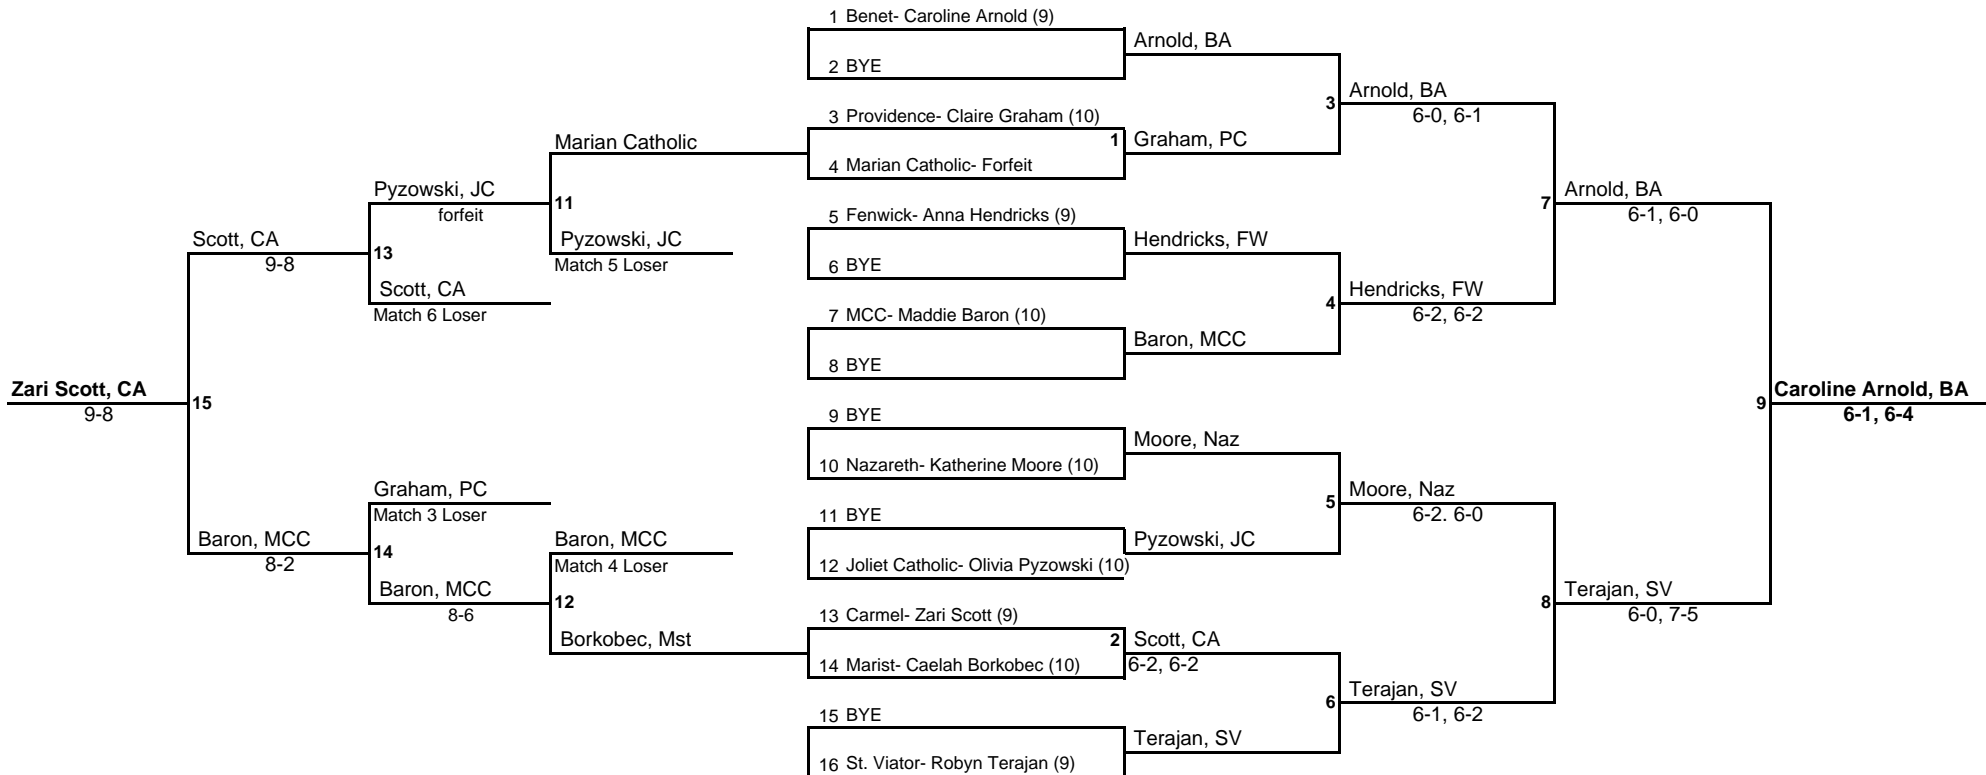 1 Benet- Caroline Arnold (9)
Arnold, BA
2 BYE
3 Arnold, BA
6-0, 6-1
3 Providence- Claire Graham (10)
Marian Catholic
1 Graham, PC
4 Marian Catholic- Forfeit
Pyzowski, JC
forfeit
11
7 Arnold, BA
6-1, 6-0
5 Fenwick- Anna Hendricks (9)
Scott, CA
9-8
13
Pyzowski, JC
Match 5 Loser
Hendricks, FW
6 BYE
Scott, CA
Match 6 Loser
4 Hendricks, FW
6-2, 6-2
7 MCC- Maddie Baron (10)
Baron, MCC
8 BYE
Zari Scott, CA
9-8
15
9 Caroline Arnold, BA
6-1, 6-4
9 BYE
Moore, Naz
10 Nazareth- Katherine Moore (10)
Graham, PC
Match 3 Loser
5 Moore, Naz
6-2. 6-0
11 BYE
Baron, MCC
8-2
14
Baron, MCC
Match 4 Loser
Pyzowski, JC
12 Joliet Catholic- Olivia Pyzowski (10)
Baron, MCC
8-6
12
8 Terajan, SV
6-0, 7-5
13 Carmel- Zari Scott (9)
Borkobec, Mst
2 Scott, CA
6-2, 6-2
14 Marist- Caelah Borkobec (10)
6 Terajan, SV
6-1, 6-2
15 BYE
Terajan, SV
16 St. Viator- Robyn Terajan (9)